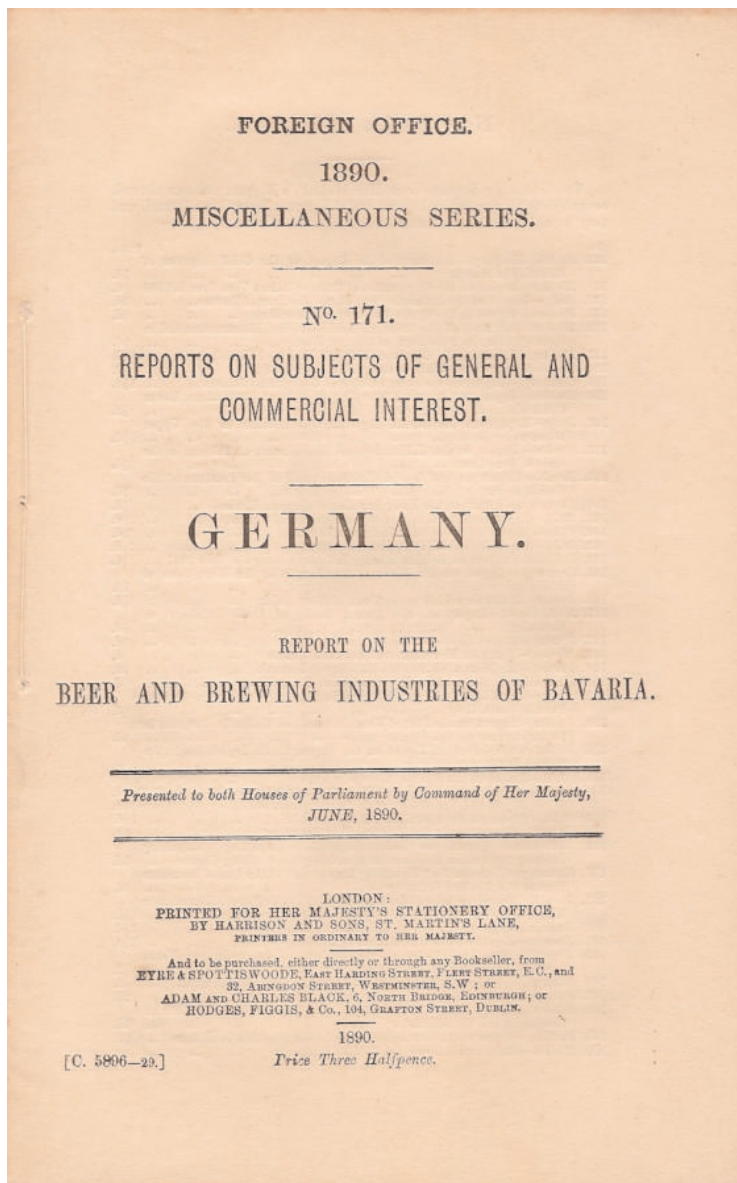 FOREIGN OFFICE.
1890.
MISCELLANEOUS SERIES.
Nº. 171.
REPORTS ON SUBJECTS OF GENERAL AND
COMMERCIAL INTEREST.
GERMANY.
REPORT ON THE
BEER AND BREWING INDUSTRIES OF BAVARIA.
Presented to both Houses of Parliament by Command of Her Majesty,
JUNE, 1890.
LONDON:
PRINTED FOR HER MAJESTY'S STATIONERY OFFICE,
BY HARRISON AND SONS, ST. MARTIN'S LANE,
PRINTERS IN ORDINARY TO HER MAJESTY.
And to be purchased, either directly or through any Bookseller, from
EYRE & SPOTTISWOODE, EAST HARDING STREET, FLEET STREET, E.C., and
32, ABINGDON STREET, WESTMINSTER, S.W; or
ADAM AND CHARLES BLACK, 6, NORTH BRIDGE, EDINBURGH; or
HODGES, FIGGIS, & Co., 104, GRAFTON STREET, DUBLIN.
1890.
[C. 5896—29.] Price Three Halfpence.